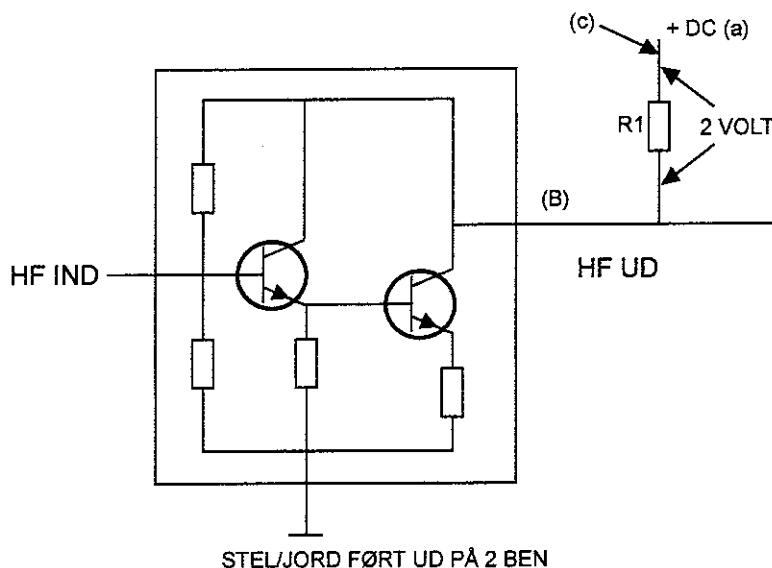 (c)
+ DC (a)
R1
2 VOLT
(B)
HF IND
HF UD
STEL/JORD FØRT UD PÅ 2 BEN